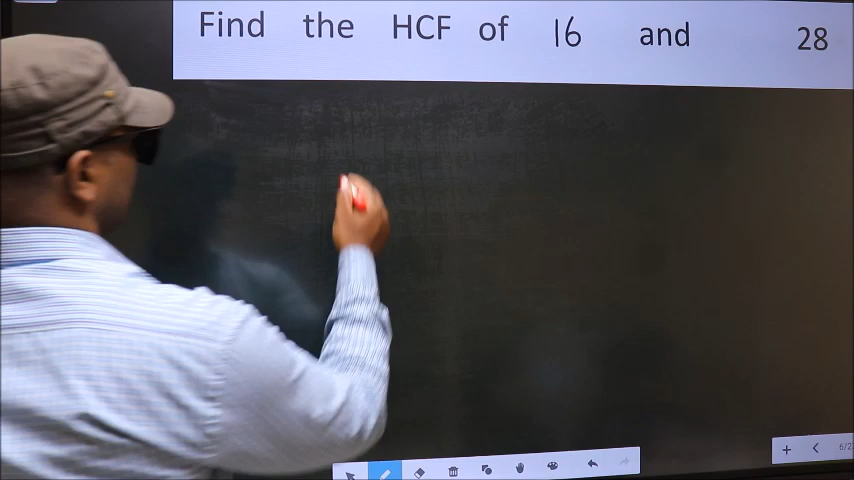 Find the HCF of 16 and 28